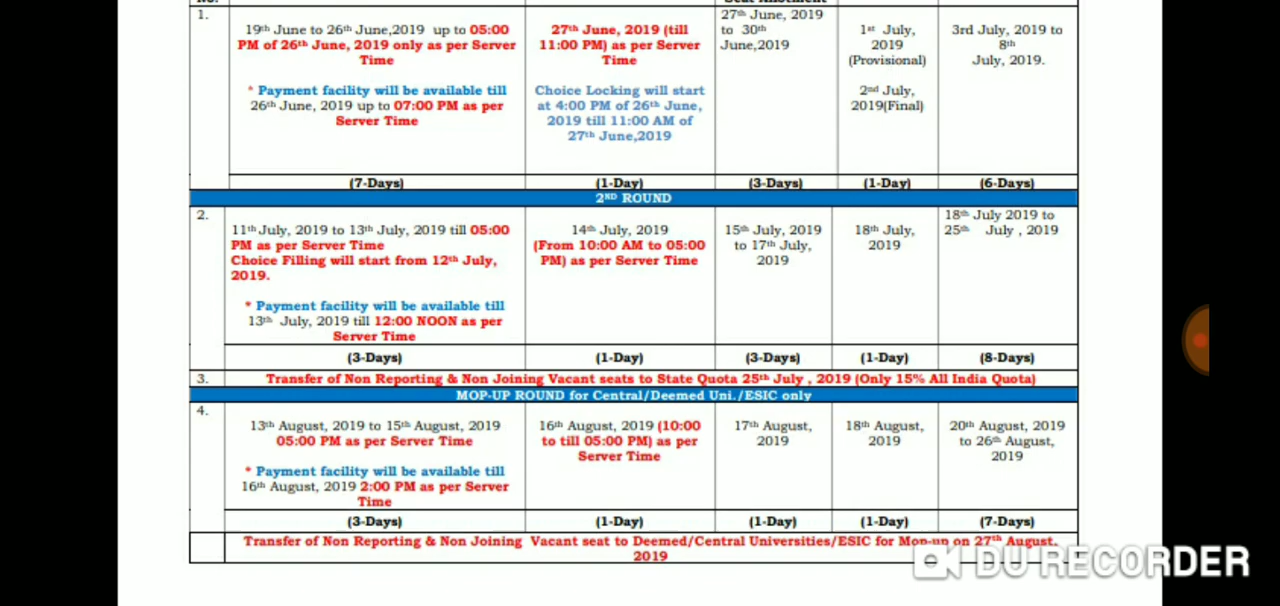 1.
19th June to 26th June,2019 up to 05:00
PM of 26th June, 2019 only as per Server
Time
* Payment facility will be available till
26th June, 2019 up to 07:00 PM as per
Server Time
(7-Days)
27th June, 2019 (till
11:00 PM) as per Server
Time
Choice Locking will start
at 4:00 PM of 26th June,
2019 till 11:00 AM of
27th June,2019
(1-Day)
27th June, 2019
to 30th
June,2019
(3-Days)
1st July,
2019
(Provisional)
2nd July,
2019(Final)
(1-Day)
3rd July, 2019 to
8th
July, 2019.
(6-Days)
2ND ROUND
2.
11th July, 2019 to 13th July, 2019 till 05:00
PM as per Server Time
Choice Filling will start from 12th July,
2019.
* Payment facility will be available till
13th July, 2019 till 12:00 NOON as per
Server Time
(3-Days)
14th July, 2019
(From 10:00 AM to 05:00
PM) as per Server Time
(1-Day)
15th July, 2019
to 17th July,
2019
(3-Days)
18th July,
2019
(1-Day)
18th July 2019 to
25th July , 2019
(8-Days)
3.
Transfer of Non Reporting & Non Joining Vacant seats to State Quota 25th July , 2019 (Only 15% All India Quota)
MOP-UP ROUND for Central/Deemed Uni./ESIC only
4.
13th August, 2019 to 15th August, 2019
05:00 PM as per Server Time
* Payment facility will be available till
16th August, 2019 2:00 PM as per Server
Time
(3-Days)
16th August, 2019 (10:00
to till 05:00 PM) as per
Server Time
(1-Day)
17th August,
2019
(1-Day)
18th August,
2019
(1-Day)
20th August, 2019
to 26th August,
2019
(7-Days)
Transfer of Non Reporting & Non Joining Vacant seat to Deemed/Central Universities/ESIC for Mop-up on 27th August,
2019
DU RECORDER